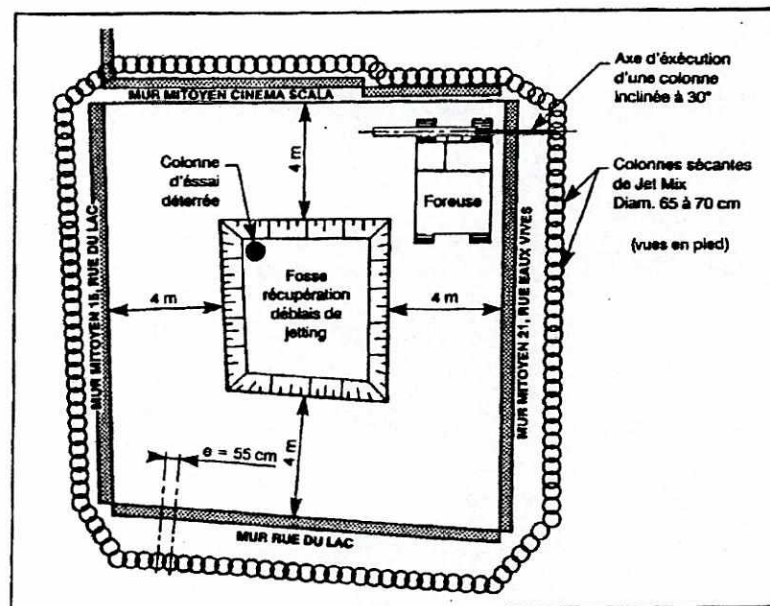 Axe d'éxécution
d'une colonne
inclinée à 30°
MUR MITOYEN CINEMA SCALA
Colonne
d'éssai
déterrée
4 m
Foreuse
Colonnes sécantes
de Jet Mix
Diam. 65 à 70 cm
(vues en pied)
MUR MITOYEN 15, RUE DU LAC
4 m
Fosse
récupération
déblais de
jetting
4 m
MUR MITOYEN 21, RUE EAUX VIVES
e = 55 cm
4 m
MUR RUE DU LAC